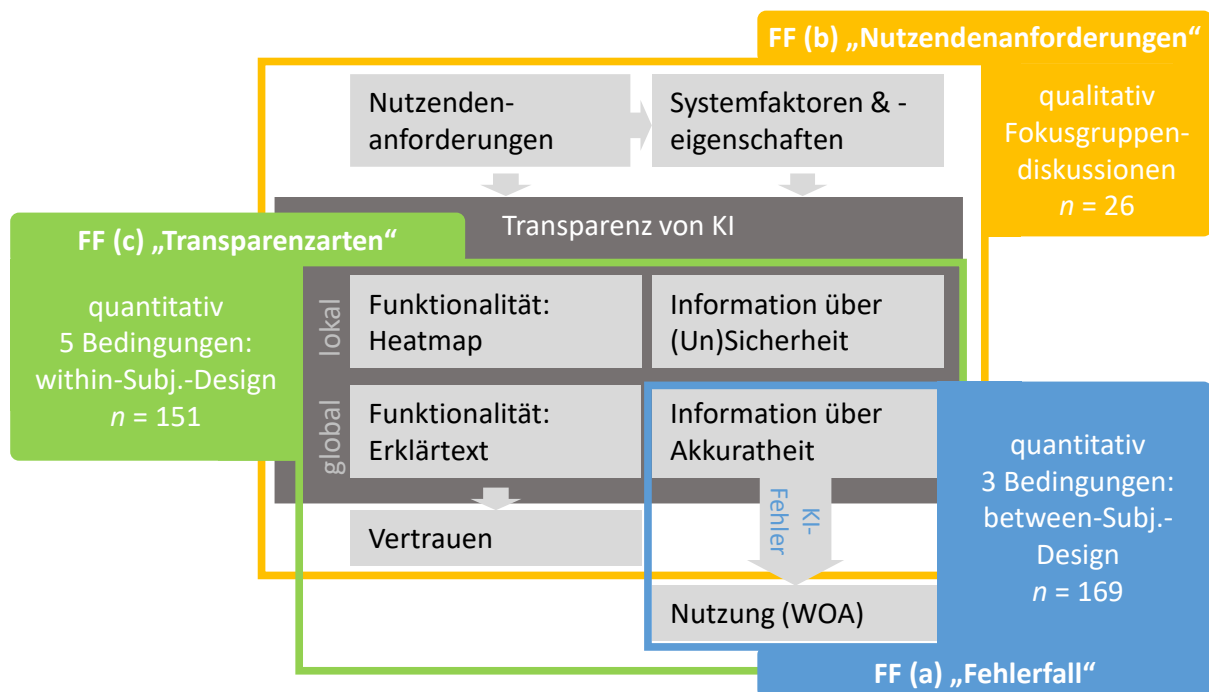 FF (b) „Nutzendenanforderungen“
Nutzenden-
anforderungen
Systemfaktoren & -
eigenschaften
qualitativ
Fokusgruppen-
diskussionen
n = 26
Transparenz von KI
FF (c) „Transparenzarten“
quantitativ
5 Bedingungen:
within-Subj.-Design
n = 151
lokal
Funktionalität:
Heatmap
Information über
(Un)Sicherheit
global
Funktionalität:
Erklärtext
Information über
Akkuratheit
KI-
Fehler
Vertrauen
Nutzung (WOA)
quantitativ
3 Bedingungen:
between-Subj.-
Design
n = 169
FF (a) „Fehlerfall“